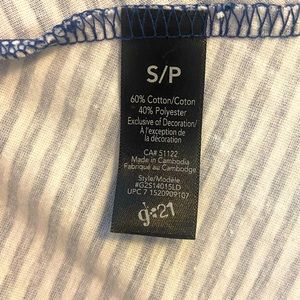 S/P
60% Cotton/Coton
40% Polyester
Exclusive of Decoration/
À l'exception de
la décoration
CA# 51122
Made in Cambodia
Fabriqué au Cambodge
Style/Modèle
#G2S14015LD
UPC 7 1520909107
g:21